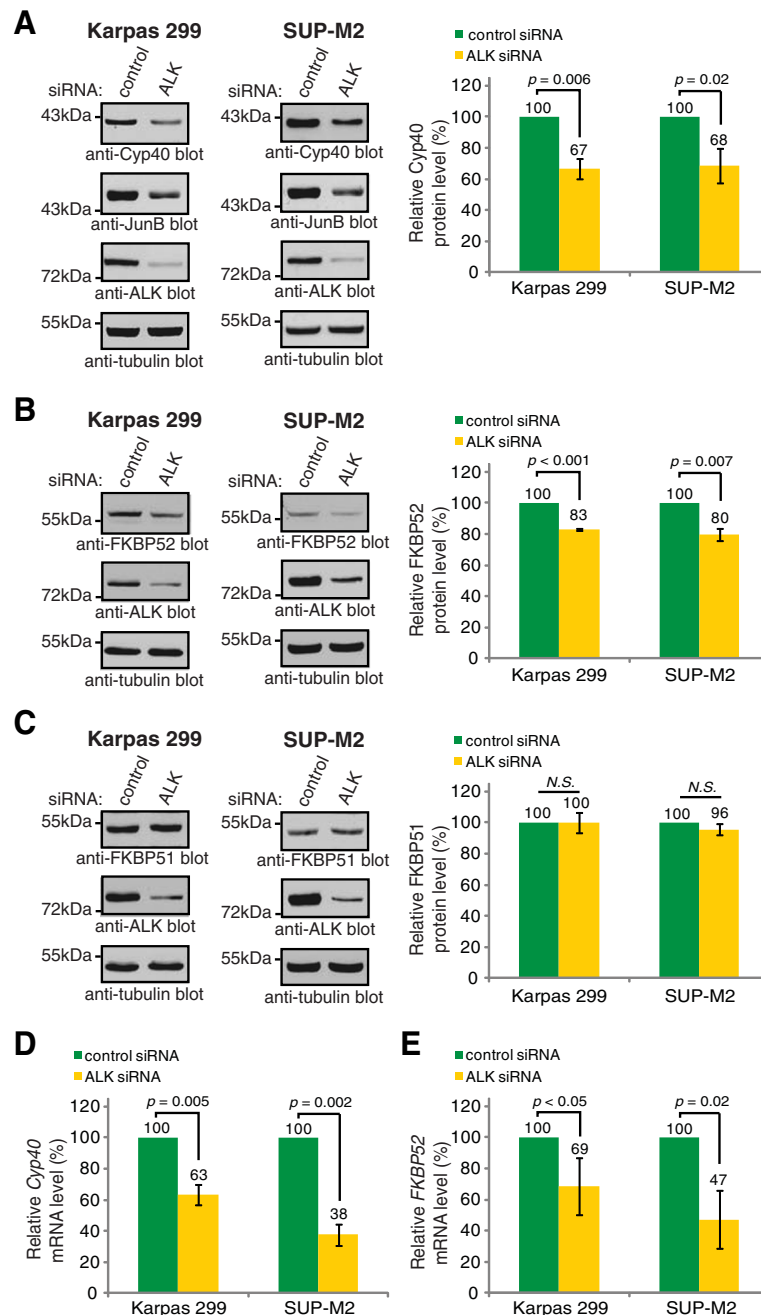 A
Karpas 299
SUP-M2
siRNA: control ALK
siRNA: control ALK
43kDa
anti-Cyp40 blot
43kDa
anti-JunB blot
72kDa
anti-ALK blot
55kDa
anti-tubulin blot
43kDa
anti-Cyp40 blot
43kDa
anti-JunB blot
72kDa
anti-ALK blot
55kDa
anti-tubulin blot
control siRNA
ALK siRNA
Relative Cyp40
protein level (%)
120
100
80
60
40
20
0
p = 0.006
100
67
p = 0.02
100
68
Karpas 299
SUP-M2
B
Karpas 299
SUP-M2
siRNA: control ALK
siRNA: control ALK
55kDa
anti-FKBP52 blot
72kDa
anti-ALK blot
55kDa
anti-tubulin blot
55kDa
anti-FKBP52 blot
72kDa
anti-ALK blot
55kDa
anti-tubulin blot
control siRNA
ALK siRNA
Relative FKBP52
protein level (%)
120
100
80
60
40
20
0
p < 0.001
100
83
p = 0.007
100
80
Karpas 299
SUP-M2
C
Karpas 299
SUP-M2
siRNA: control ALK
siRNA: control ALK
55kDa
anti-FKBP51 blot
72kDa
anti-ALK blot
55kDa
anti-tubulin blot
55kDa
anti-FKBP51 blot
72kDa
anti-ALK blot
55kDa
anti-tubulin blot
control siRNA
ALK siRNA
Relative FKBP51
protein level (%)
120
100
80
60
40
20
0
N.S.
100
100
N.S.
100
96
Karpas 299
SUP-M2
D
control siRNA
ALK siRNA
Relative Cyp40
mRNA level (%)
120
100
80
60
40
20
0
p = 0.005
100
63
p = 0.002
100
38
Karpas 299
SUP-M2
E
control siRNA
ALK siRNA
Relative FKBP52
mRNA level (%)
120
100
80
60
40
20
0
p < 0.05
100
69
p = 0.02
100
47
Karpas 299
SUP-M2